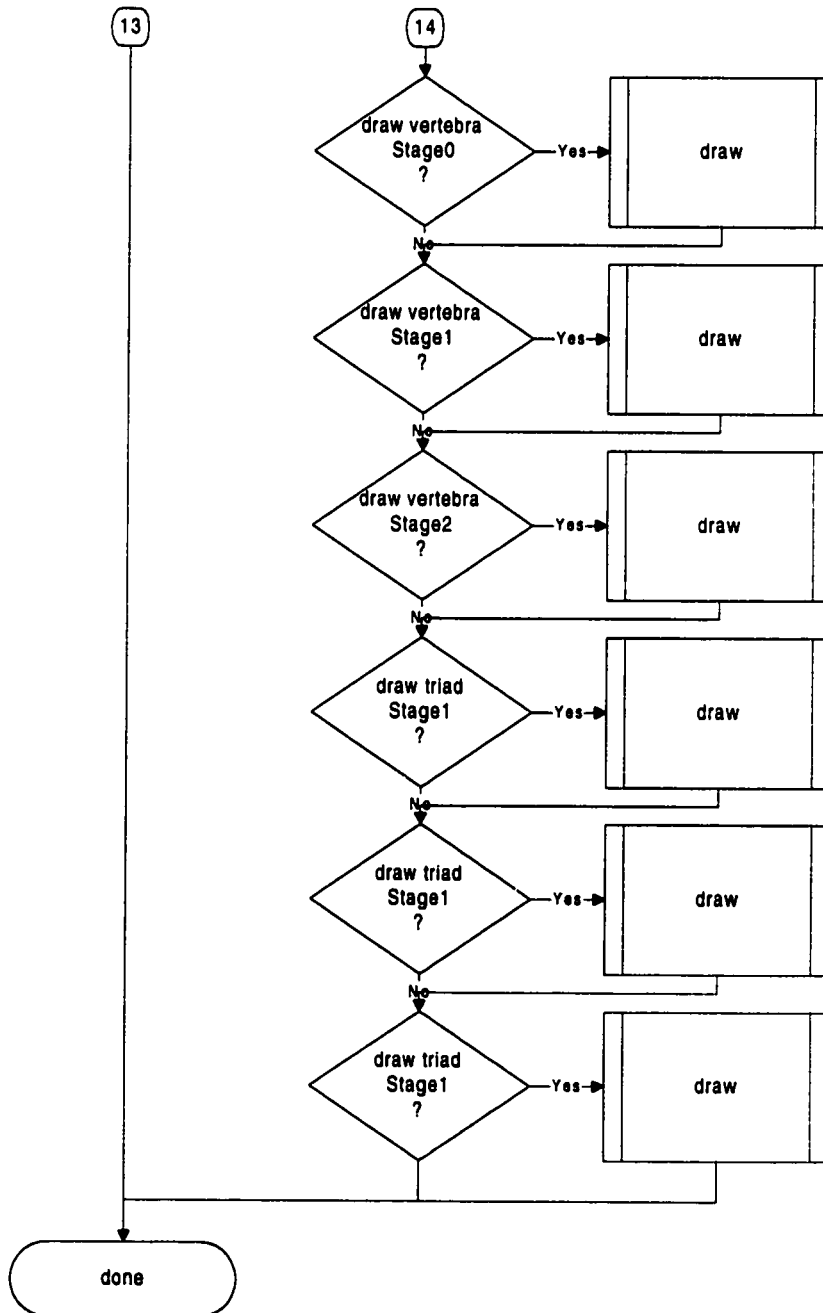 13
14
draw vertebra
Stage0
?
Yes
draw
No
draw vertebra
Stage1
?
Yes
draw
No
draw vertebra
Stage2
?
Yes
draw
No
draw triad
Stage1
?
Yes
draw
No
draw triad
Stage1
?
Yes
draw
No
draw triad
Stage1
?
Yes
draw
done